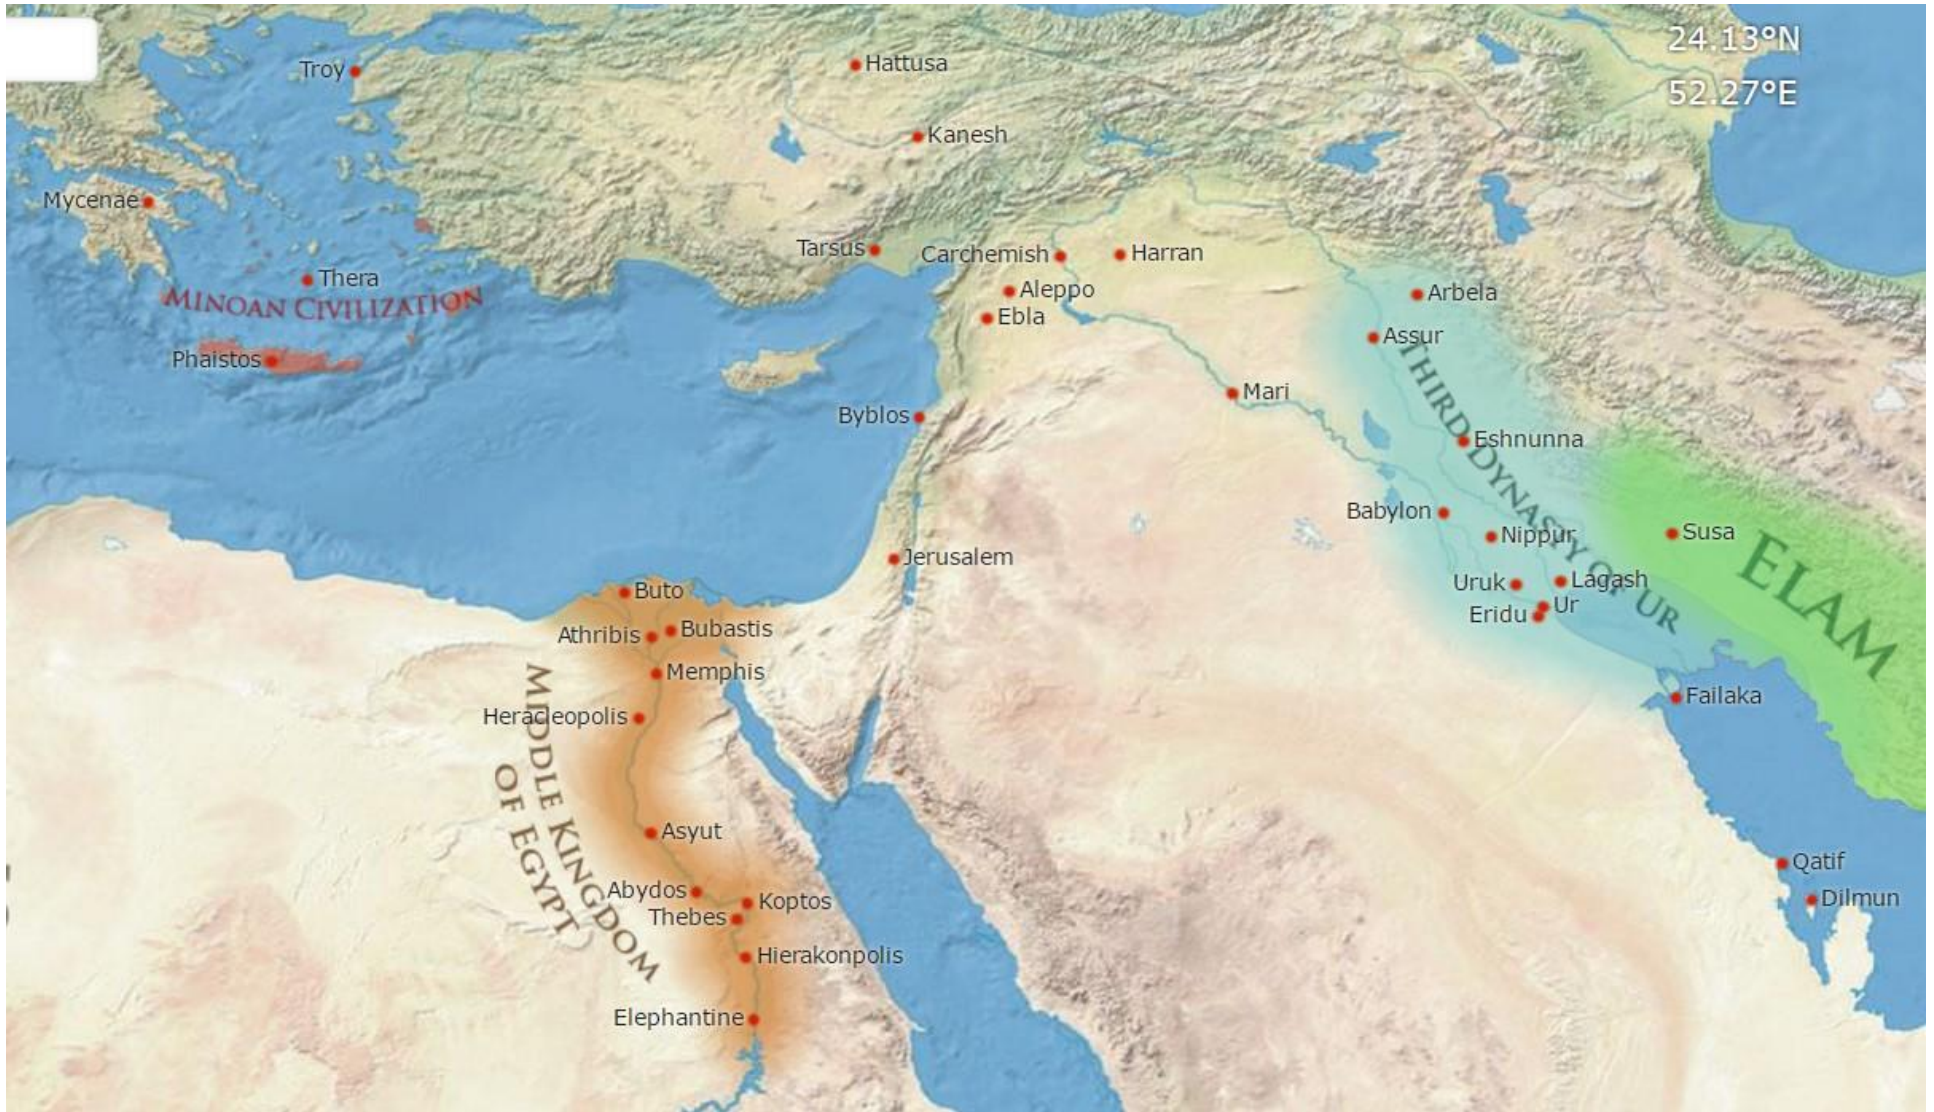 24.13°N
52.27°E
Troy
Hattusa
Kanesh
Mycenae
Tarsus
Carchemish
Harran
Thera
MINOAN CIVILIZATION
Aleppo
Ebla
Arbela
Assur
Phaistos
Mari
Byblos
THIRD DYNASTY OF UR
Eshnunna
Babylon
Nippur
Susa
ELAM
Jerusalem
Uruk
Lagash
Ur
Eridu
Buto
Athribis
Bubastis
Memphis
Failaka
Heracleopolis
MIDDLE KINGDOM
OF EGYPT
Asyut
Qatif
Abydos
Koptos
Dilmun
Thebes
Hierakonpolis
Elephantine